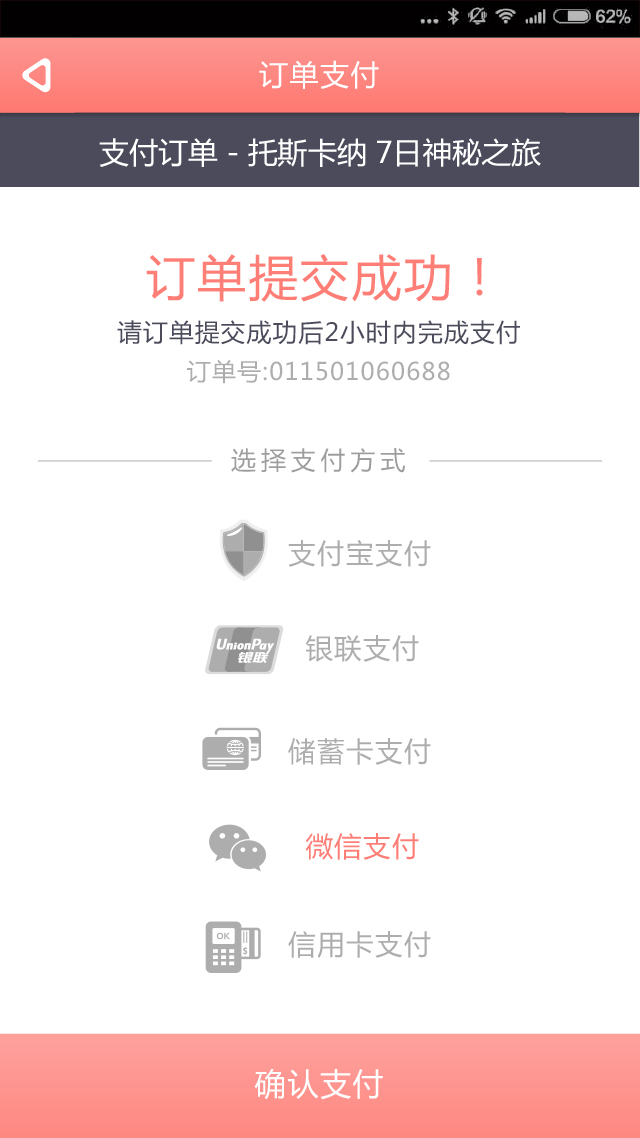 62%
订单支付
支付订单 - 托斯卡纳 7日神秘之旅
订单提交成功！
请订单提交成功后2小时内完成支付
订单号:011501060688
选择支付方式
支付宝支付
UnionPay
银联
银联支付
储蓄卡支付
微信支付
OK
$
信用卡支付
确认支付